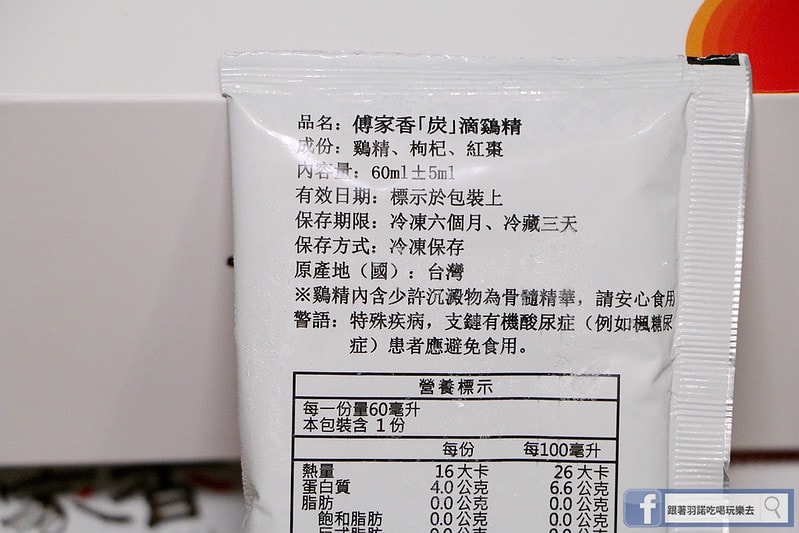 品名：傅家香「炭」滴鷄精
成份：鷄精、枸杞、紅棗
內容量：60ml±5ml
有效日期：標示於包裝上
保存期限：冷凍六個月、冷藏三天
保存方式：冷凍保存
原產地（國）：台灣
※鷄精內含少許沉澱物為骨髓精華，請安心食用
警語：特殊疾病，支鏈有機酸尿症（例如楓糖尿
症）患者應避免食用。
營養標示
每一份量60毫升
本包裝含 1份
每份 每100毫升
熱量 16 大卡 26 大卡
蛋白質 4.0 公克 6.6 公克
脂肪 0.0 公克 0.0 公克
飽和脂肪 0.0 公克 0.0 公克
跟著羽諾吃喝玩樂去